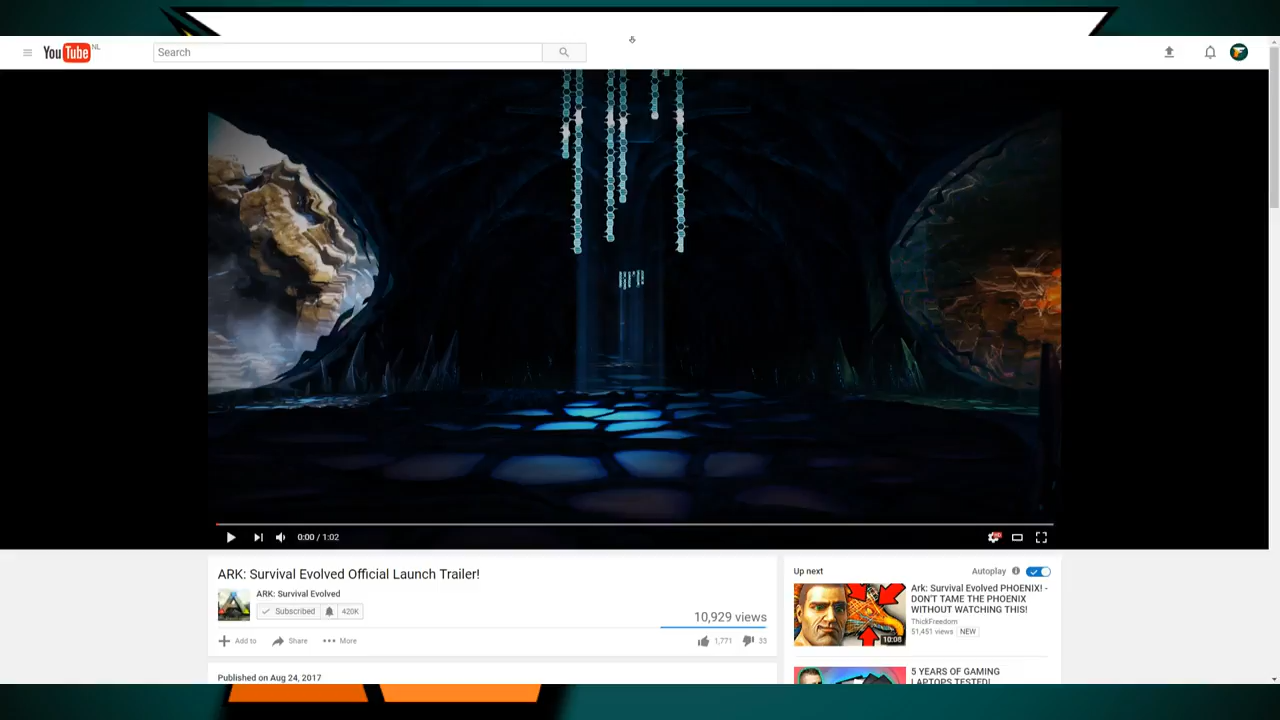 YouTube NL
Search
0:00 / 1:02
HD
ARK: Survival Evolved Official Launch Trailer!
ARK: Survival Evolved
Subscribed 420K
10,929 views
Add to Share More
1,771 33
Published on Aug 24, 2017
Up next Autoplay
Ark: Survival Evolved PHOENIX! -
DON'T TAME THE PHOENIX
WITHOUT WATCHING THIS!
ThickFreedom
51,451 views NEW
10:08
5 YEARS OF GAMING
LAPTOPS TESTED!